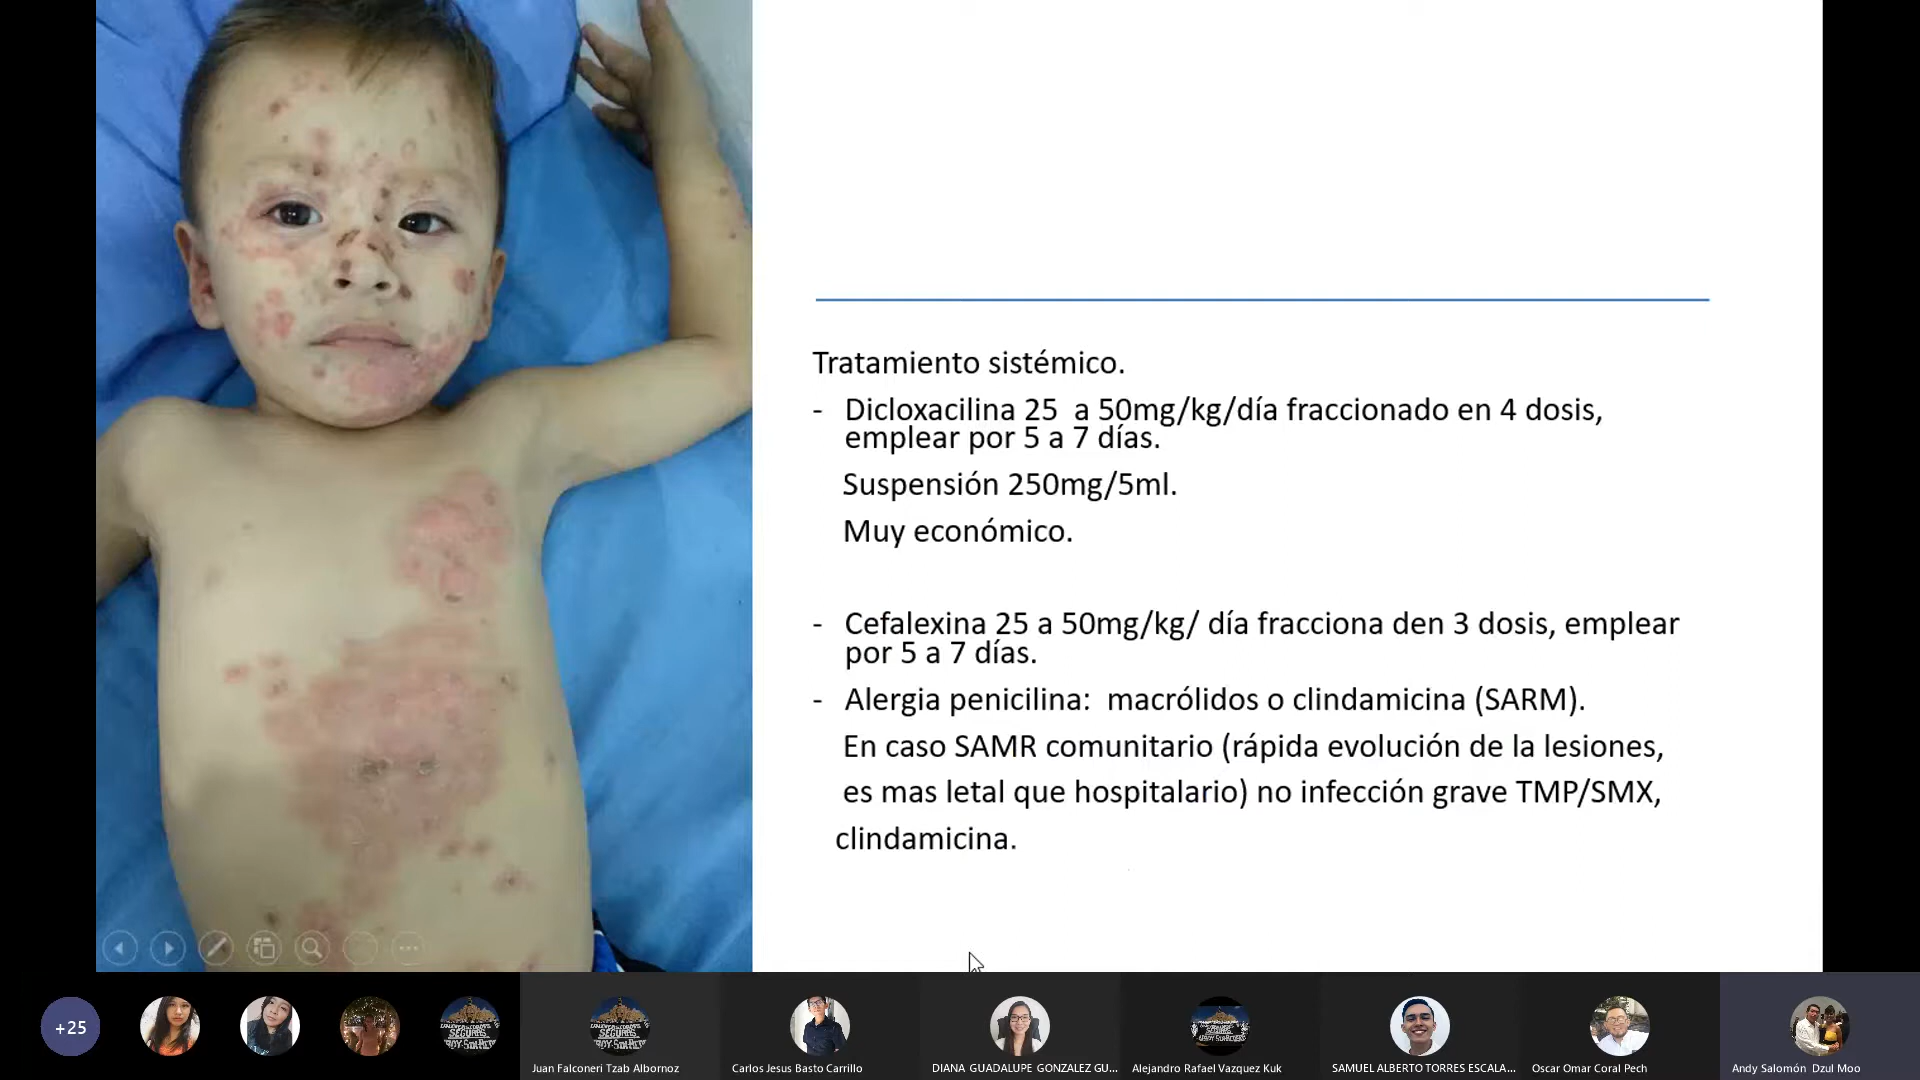 Tratamiento sistémico.
- Dicloxacilina 25 a 50mg/kg/día fraccionado en 4 dosis,
emplear por 5 a 7 días.
Suspensión 250mg/5ml.
Muy económico.
- Cefalexina 25 a 50mg/kg/ día fracciona den 3 dosis, emplear
por 5 a 7 días.
- Alergia penicilina: macrólidos o clindamicina (SARM).
En caso SAMR comunitario (rápida evolución de la lesiones,
es mas letal que hospitalario) no infección grave TMP/SMX,
clindamicina.
+25
Juan Falconeri Tzab Albornoz
Carlos Jesus Basto Carrillo
DIANA GUADALUPE GONZALEZ GU...
Alejandro Rafael Vazquez Kuk
SAMUEL ALBERTO TORRES ESCALA...
Oscar Omar Coral Pech
Andy Salomón Dzul Moo